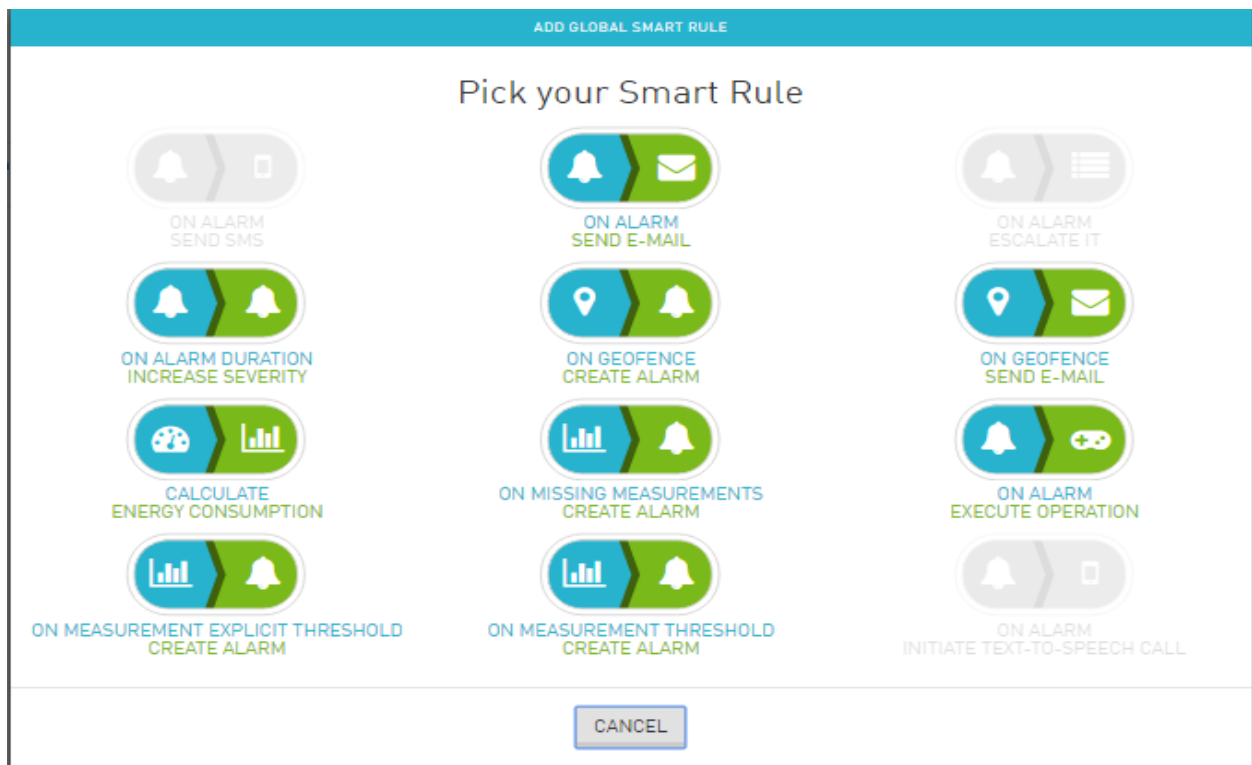 ADD GLOBAL SMART RULE
Pick your Smart Rule
ON ALARM
SEND SMS
ON ALARM
SEND E-MAIL
ON ALARM
ESCALATE IT
ON ALARM DURATION
INCREASE SEVERITY
ON GEOFENCE
CREATE ALARM
ON GEOFENCE
SEND E-MAIL
CALCULATE
ENERGY CONSUMPTION
ON MISSING MEASUREMENTS
CREATE ALARM
ON ALARM
EXECUTE OPERATION
ON MEASUREMENT EXPLICIT THRESHOLD
CREATE ALARM
ON MEASUREMENT THRESHOLD
CREATE ALARM
ON ALARM
INITIATE TEXT-TO-SPEECH CALL
CANCEL